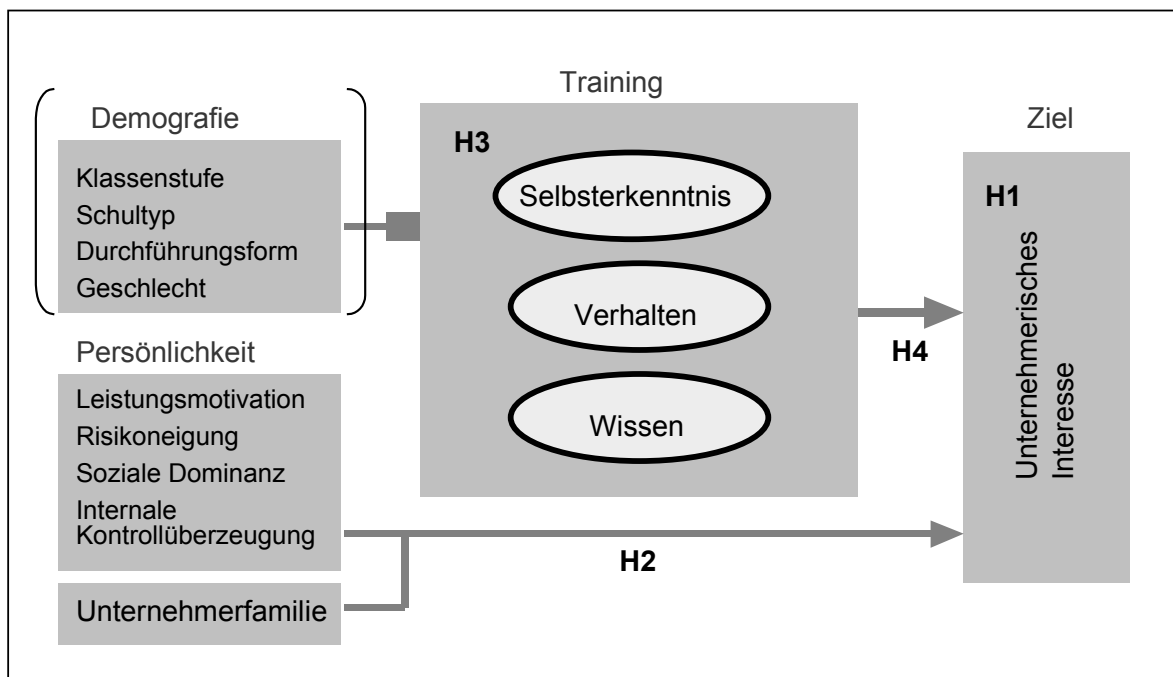 Demografie
Klassenstufe
Schultyp
Durchführungsform
Geschlecht
Persönlichkeit
Leistungsmotivation
Risikoneigung
Soziale Dominanz
Internale
Kontrollüberzeugung
Unternehmerfamilie
Training
H3
Selbsterkenntnis
Verhalten
Wissen
H4
H2
Ziel
H1
Unternehmerisches
Interesse